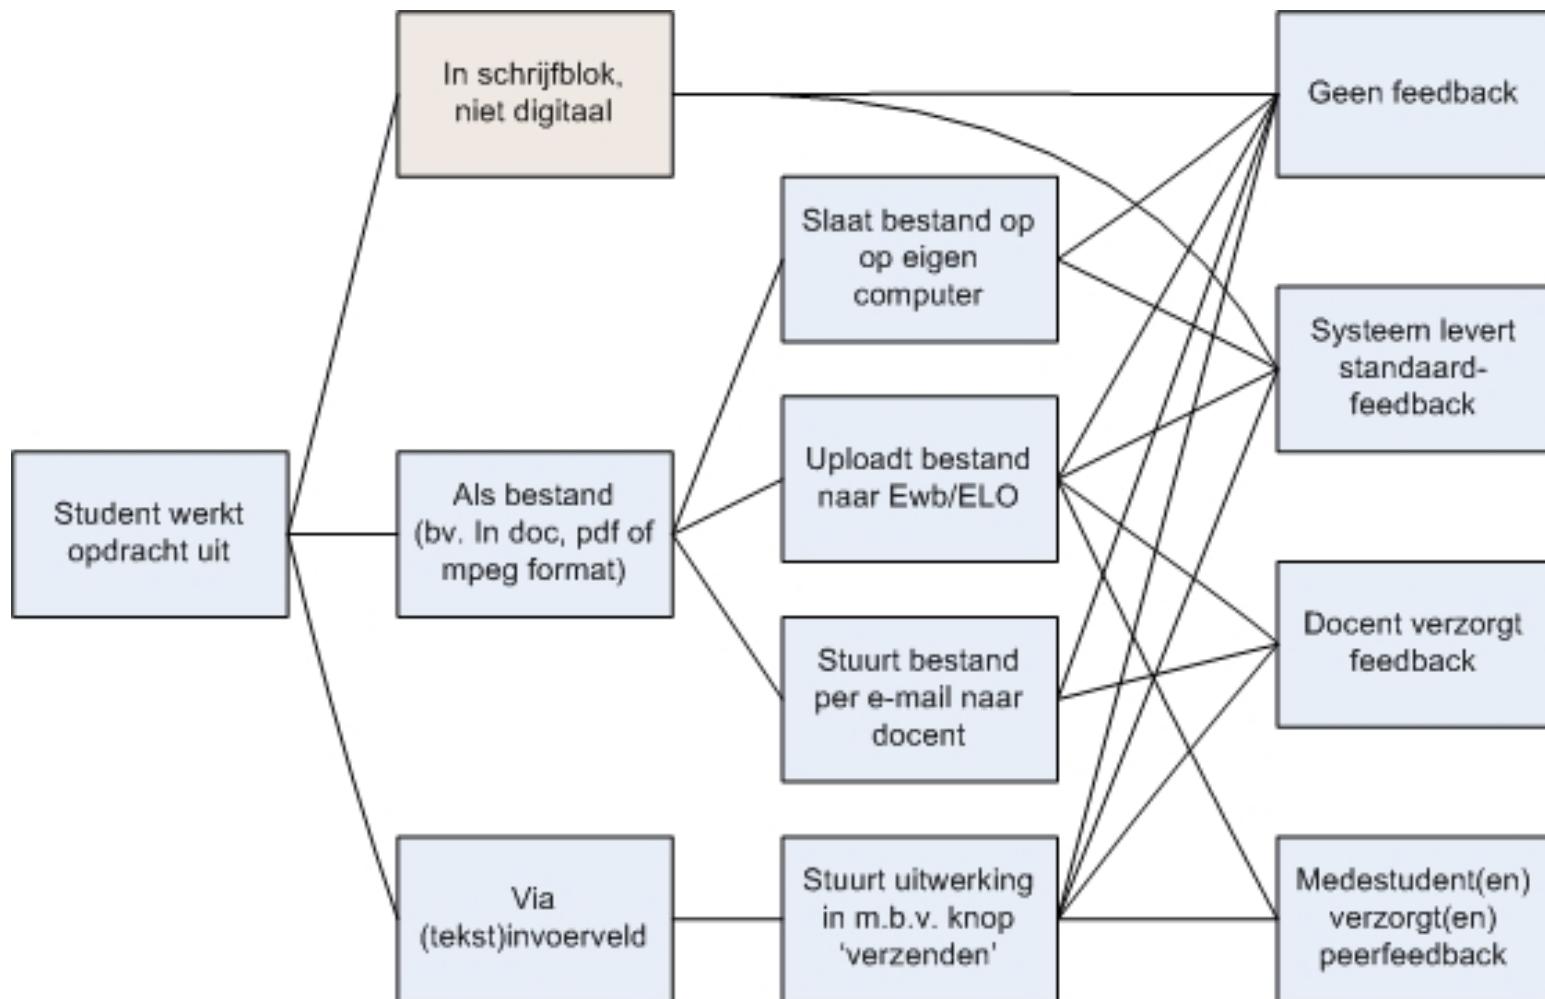 In schrijfblok,
niet digitaal
Geen feedback
Slaat bestand op
op eigen
computer
Systeem levert
standaard-
feedback
Student werkt
opdracht uit
Als bestand
(bv. In doc, pdf of
mpeg format)
Uploadt bestand
naar Ewb/ELO
Stuurt bestand
per e-mail naar
docent
Docent verzorgt
feedback
Via
(tekst)invoerveld
Stuurt uitwerking
in m.b.v. knop
‘verzenden’
Medestudent(en)
verzorgt(en)
peerfeedback